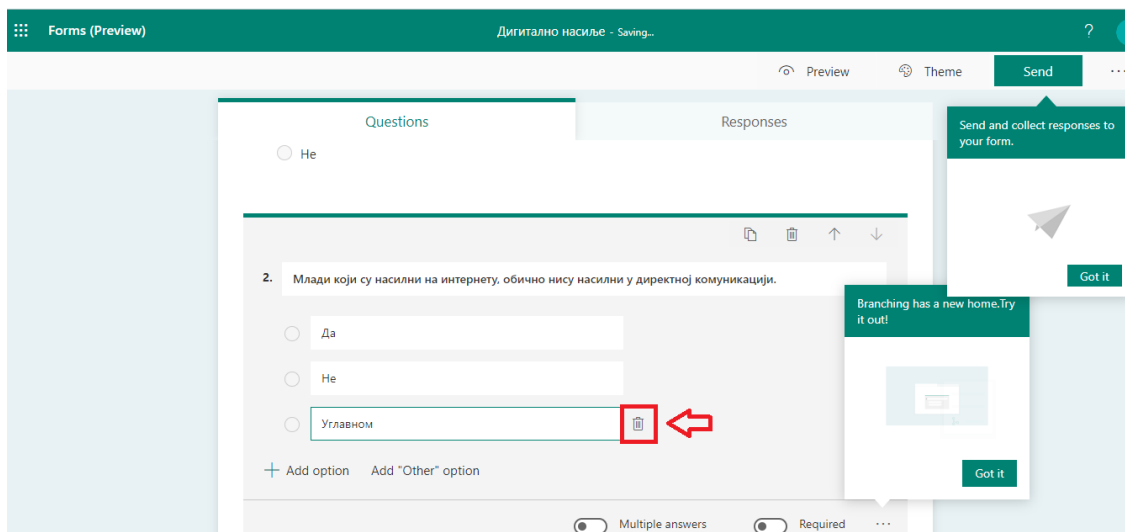 Forms (Preview)
Дигитално насиље - Saving...
?
Preview
Theme
Send
Questions
Responses
Send and collect responses to
your form.
Got it
Не
2.
Млади који су насилни на интернету, обично нису насилни у директној комуникацији.
Да
Не
Углавном
Add option
Add "Other" option
Branching has a new home.Try
it out!
Got it
Multiple answers
Required